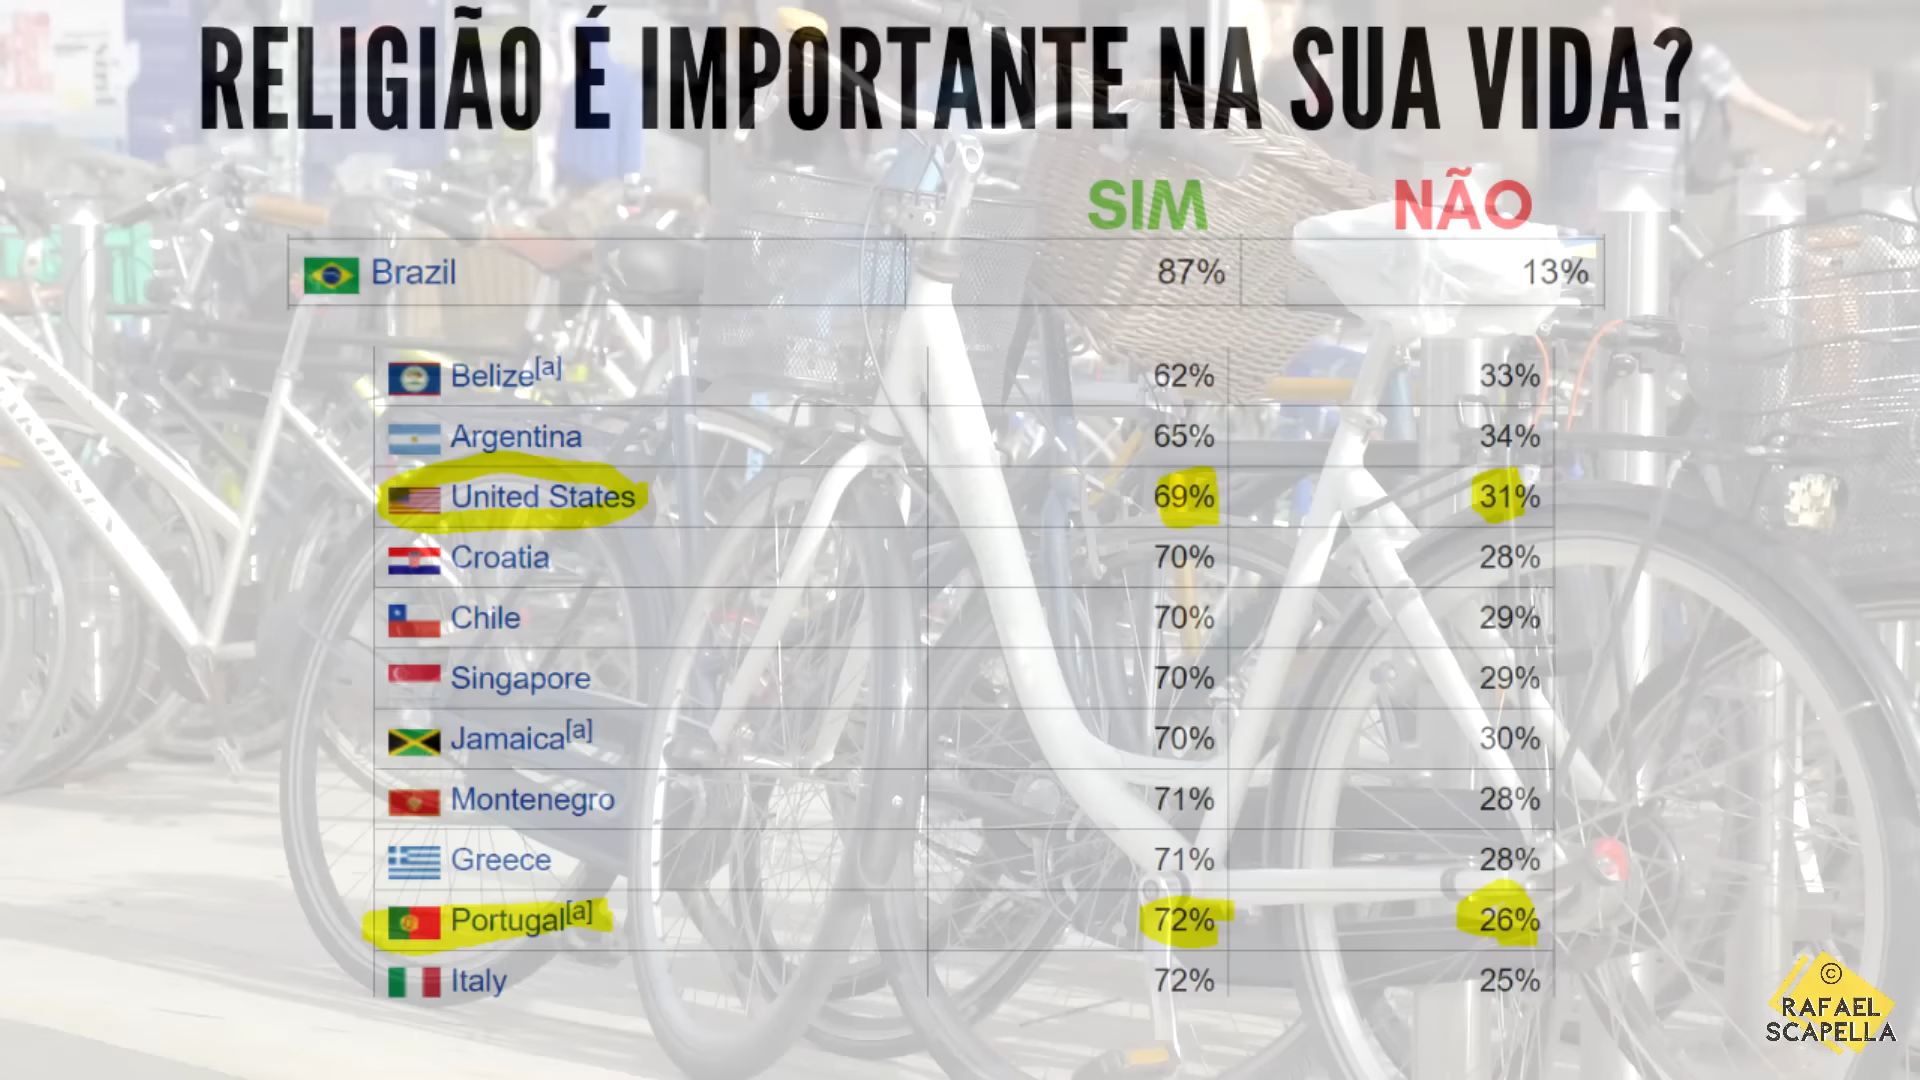 RELIGIÃO É IMPORTANTE NA SUA VIDA?
SIM NÃO
Brazil 87% 13%
Belize[a] 62% 33%
Argentina 65% 34%
United States 69% 31%
Croatia 70% 28%
Chile 70% 29%
Singapore 70% 29%
Jamaica[a] 70% 30%
Montenegro 71% 28%
Greece 71% 28%
Portugal[a] 72% 26%
Italy 72% 25%
©
RAFAEL
SCAPELLA